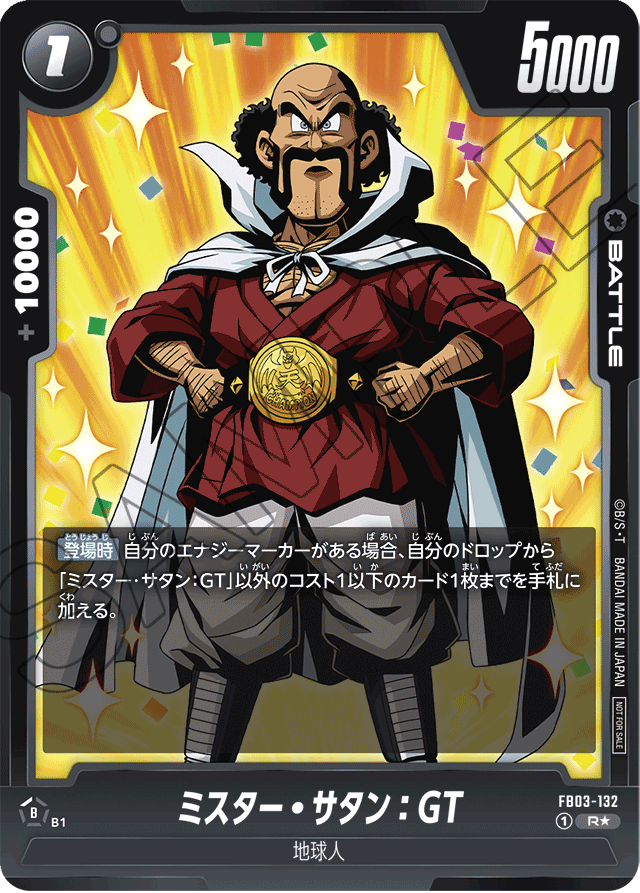 1
5000
+10000
BATTLE
CHAMPION
登場時 自分のエナジーマーカーがある場合、自分のドロップから
「ミスター・サタン：GT」以外のコスト1以下のカード1枚までを手札に
加える。
SAMPLE
©B/S・T BANDAI MADE IN JAPAN
NOT FOR SALE
B B1
ミスター・サタン：GT
FB03-132
1 R★
地球人